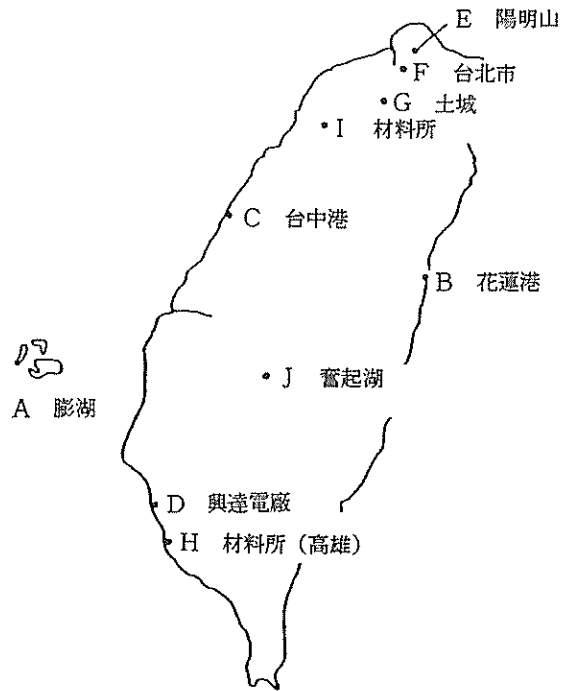 E 陽明山
F 台北市
G 土城
I 材料所
C 台中港
B 花蓮港
J 奮起湖
A 膨湖
D 興達電廠
H 材料所（高雄）